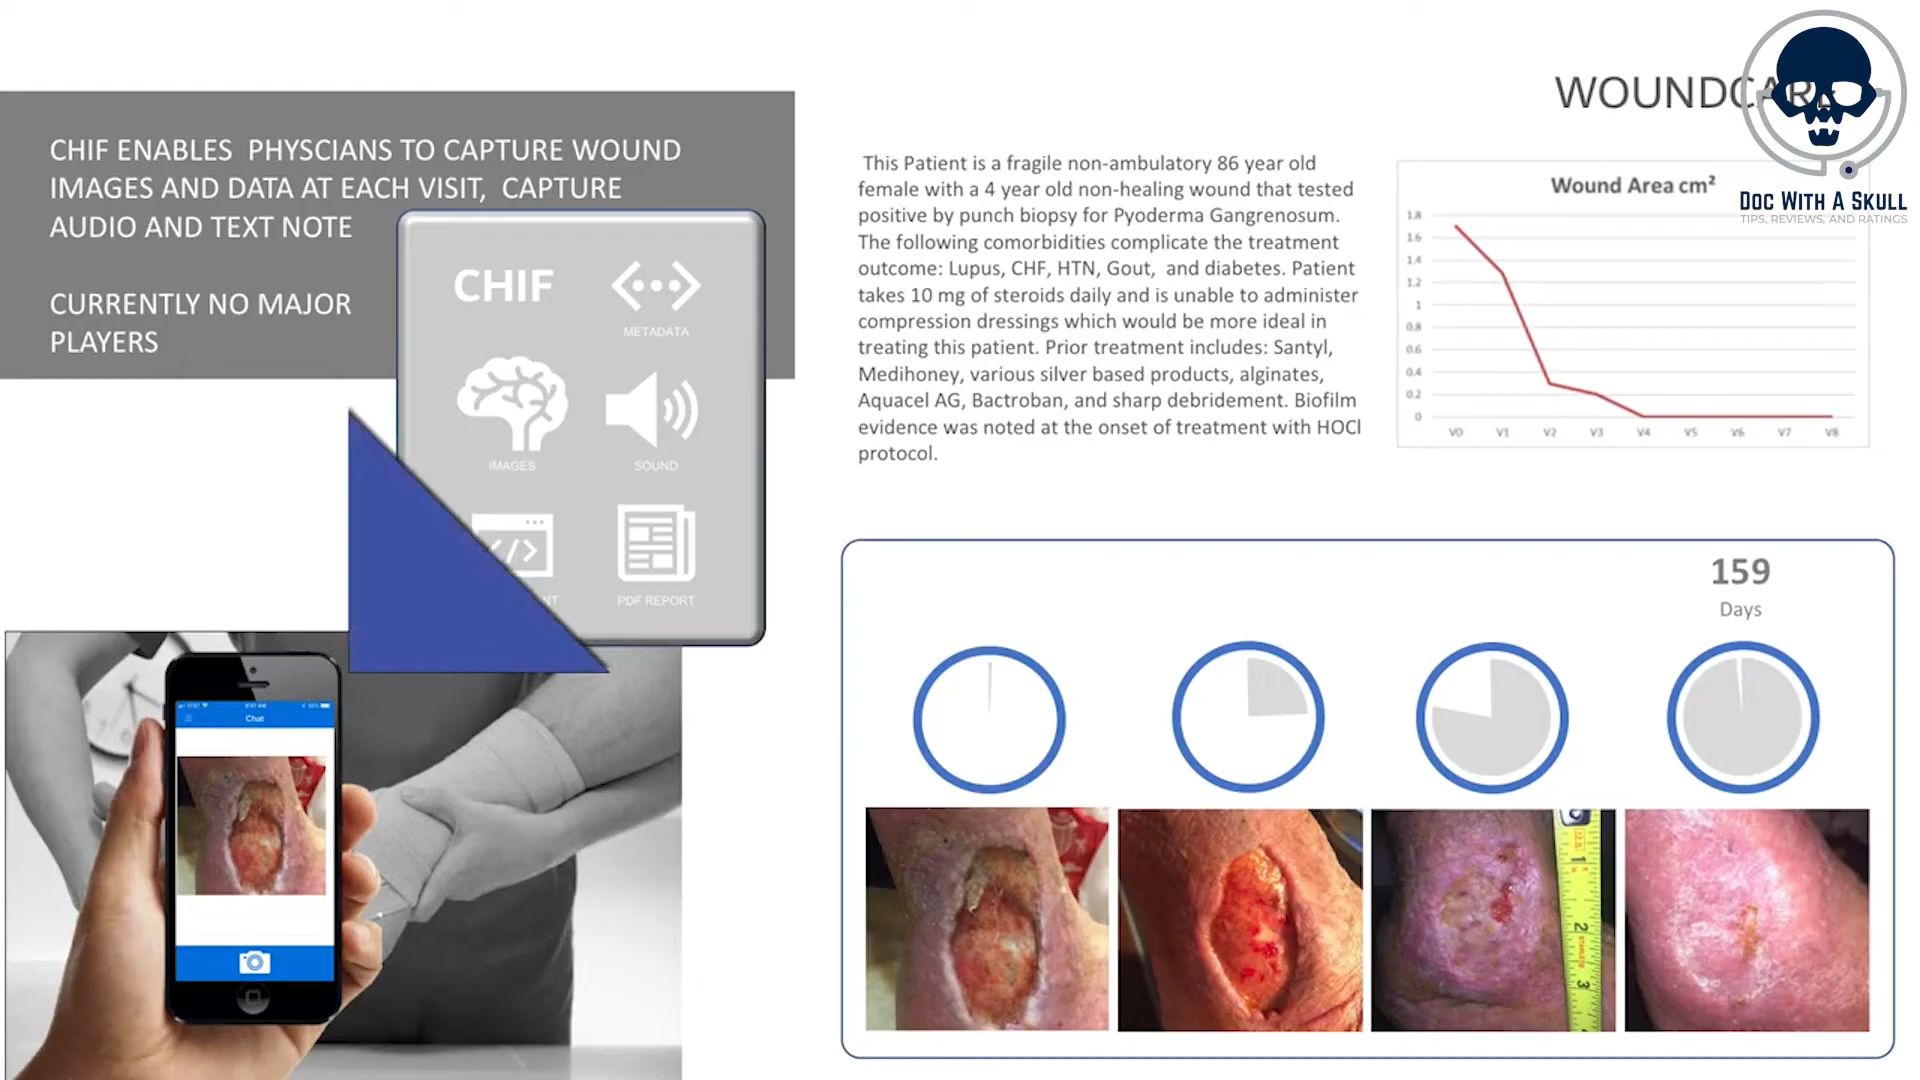 CHIF ENABLES  PHYSCIANS TO CAPTURE WOUND
IMAGES AND DATA AT EACH VISIT,  CAPTURE
AUDIO AND TEXT NOTE
CURRENTLY NO MAJOR
PLAYERS
CHIF
METADATA
IMAGES
SOUND
PDF REPORT
Chat
WOUNDCARE
This Patient is a fragile non-ambulatory 86 year old
female with a 4 year old non-healing wound that tested
positive by punch biopsy for Pyoderma Gangrenosum.
The following comorbidities complicate the treatment
outcome: Lupus, CHF, HTN, Gout,  and diabetes. Patient
takes 10 mg of steroids daily and is unable to administer
compression dressings which would be more ideal in
treating this patient. Prior treatment includes: Santyl,
Medihoney, various silver based products, alginates,
Aquacel AG, Bactroban, and sharp debridement. Biofilm
evidence was noted at the onset of treatment with HOCl
protocol.
Wound Area cm²
1.8
1.6
1.4
1.2
1
0.8
0.6
0.4
0.2
0
V0 V1 V2 V3 V4 V5 V6 V7 V8
DOC WITH A SKULL
TIPS, REVIEWS, AND RATINGS
159
Days
1
2
3